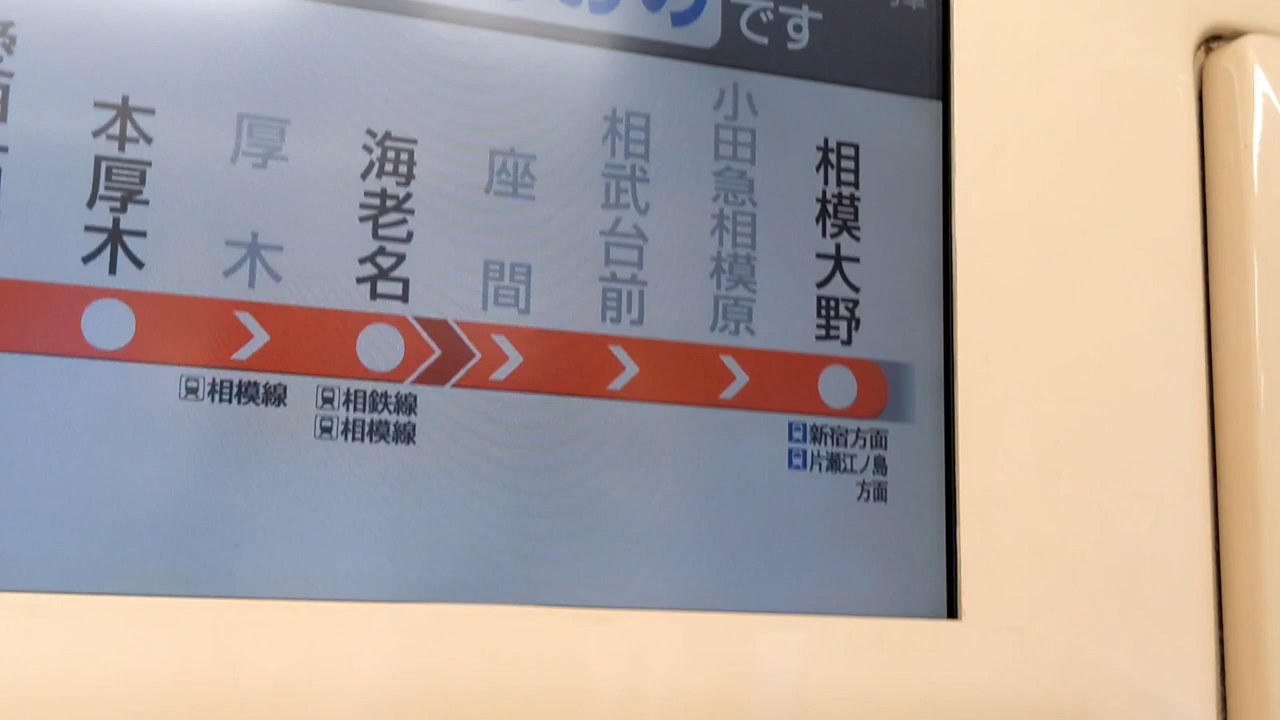 です
本厚木
厚木
海老名
座間
相武台前
小田急相模原
相模大野
相模線
相鉄線
相模線
新宿方面
片瀬江ノ島
方面